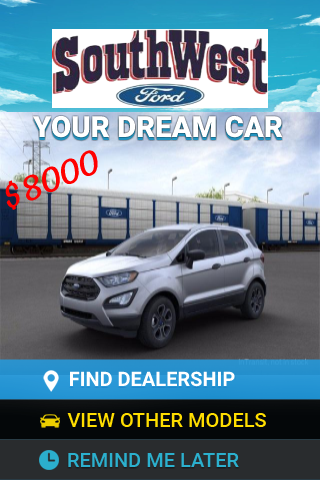 SouthWest
Ford
YOUR DREAM CAR
$8000
FIND DEALERSHIP
VIEW OTHER MODELS
REMIND ME LATER